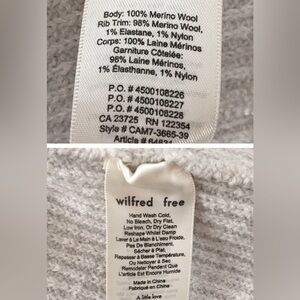 Body: 100% Merino Wool
Rib Trim: 98% Merino Wool,
1% Elastane, 1% Nylon
Corps: 100% Laine Mérinos
Garniture Côtelée:
98% Laine Mérinos,
1% Élasthanne, 1% Nylon
P.O. # 4500108226
P.O. # 4500108227
P.O. # 4500108228
CA 23725 RN 122354
Style # CAM7-3665-39
Article #
wilfred free
Hand Wash Cold,
No Bleach, Dry Flat,
Low Iron, Or Dry Clean
Reshape Whilst Damp
Laver à La Main à L'eau Froide,
Pas De Blanchiment,
Sécher à Plat,
Repasser à Basse Température,
Ou Nettoyer à Sec
Remodeler Pendant Que
L'article Est Encore Humide
Made in China
Fabriqué en Chine
A little love